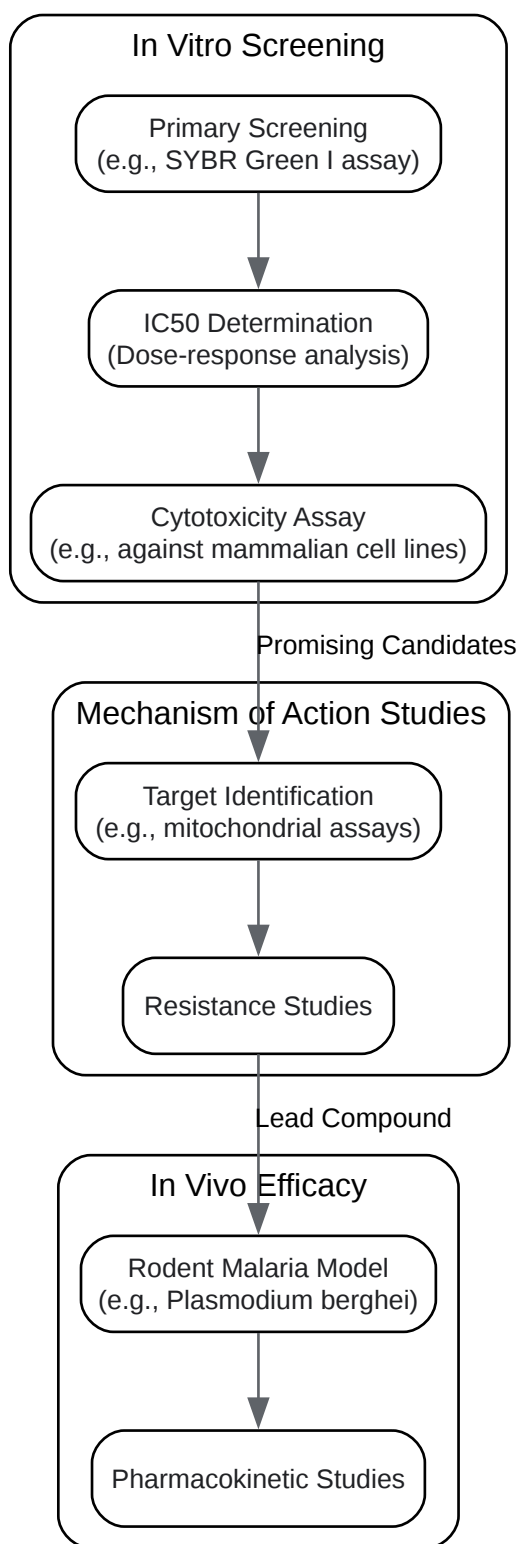 In Vitro Screening
Primary Screening
(e.g., SYBR Green I assay)
IC50 Determination
(Dose-response analysis)
Cytotoxicity Assay
(e.g., against mammalian cell lines)
Promising Candidates
Mechanism of Action Studies
Target Identification
(e.g., mitochondrial assays)
Resistance Studies
Lead Compound
In Vivo Efficacy
Rodent Malaria Model
(e.g., Plasmodium berghei)
Pharmacokinetic Studies